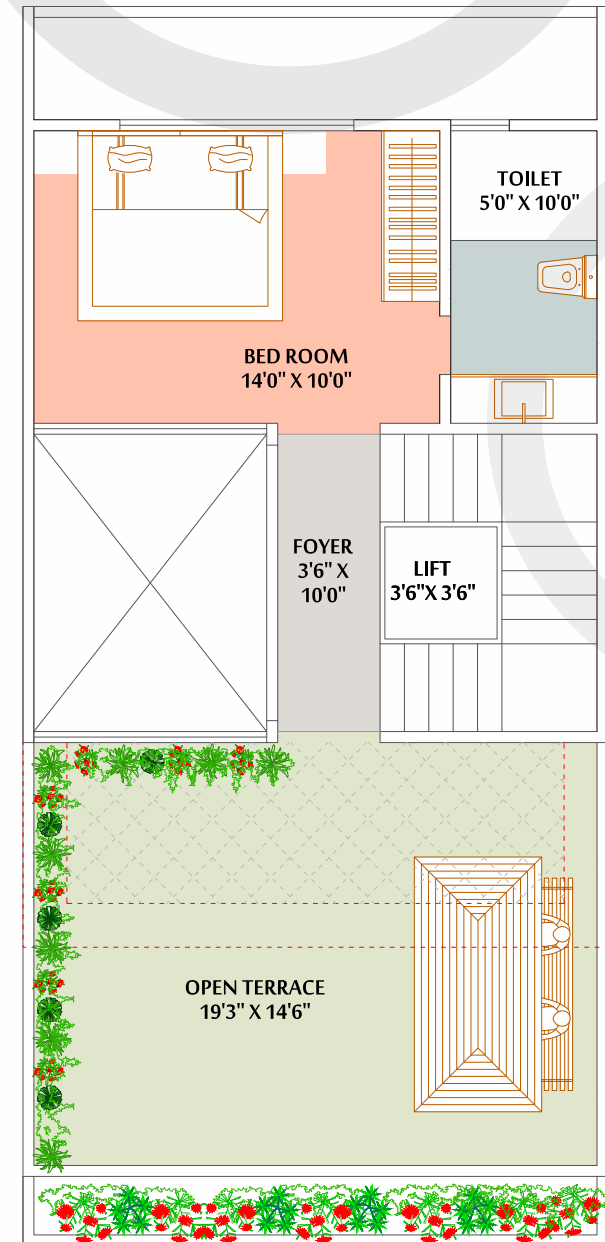 TOILET
5'0" X 10'0"
BED ROOM
14'0" X 10'0"
FOYER
3'6" X
10'0"
LIFT
3'6"X 3'6"
OPEN TERRACE
19'3" X 14'6"